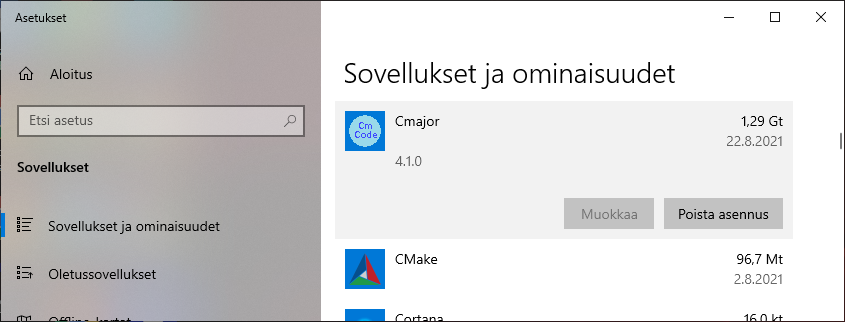 Asetukset
Aloitus
Etsi asetus
Sovellukset
Sovellukset ja ominaisuudet
Oletussovellukset
Offline-kartat
Sovellukset ja ominaisuudet
Cm
Code
Cmajor
1,29 Gt
22.8.2021
4.1.0
Muokkaa
Poista asennus
CMake
96,7 Mt
2.8.2021
Cortana
16,0 kt